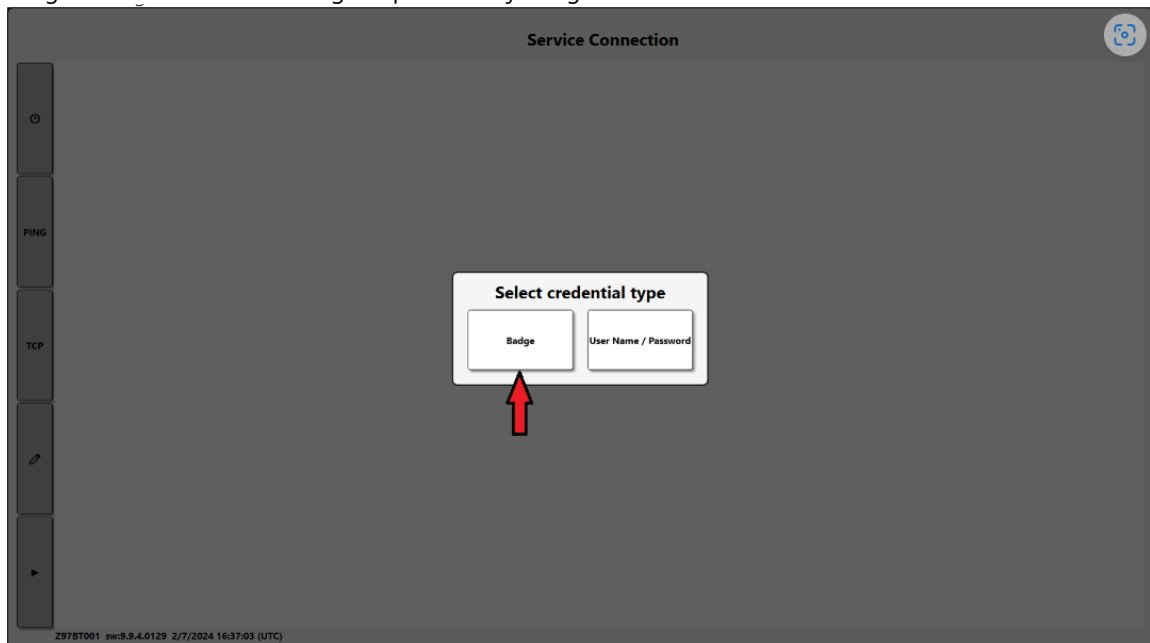 Service Connection
PING
TCP
Select credential type
Badge
User Name / Password
Z97BT001 sw:9.9.4.0129 2/7/2024 16:37:03 (UTC)